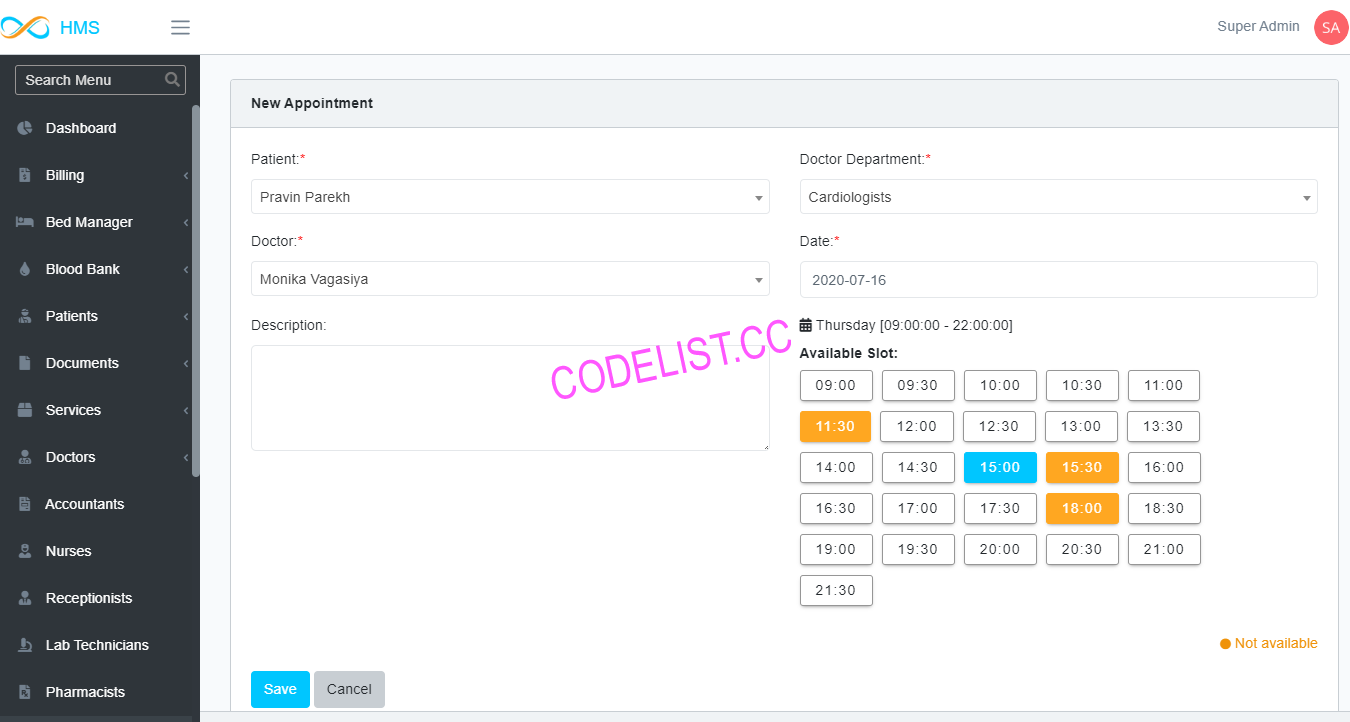 HMS
Super Admin
SA
Search Menu
Dashboard
Billing
Bed Manager
Blood Bank
Patients
Documents
Services
Doctors
Accountants
Nurses
Receptionists
Lab Technicians
Pharmacists
New Appointment
Patient:*
Pravin Parekh
Doctor Department:*
Cardiologists
Doctor:*
Monika Vagasiya
Date:*
2020-07-16
Description:
Thursday [09:00:00 - 22:00:00]
Available Slot:
09:00 09:30 10:00 10:30 11:00
11:30 12:00 12:30 13:00 13:30
14:00 14:30 15:00 15:30 16:00
16:30 17:00 17:30 18:00 18:30
19:00 19:30 20:00 20:30 21:00
21:30
Not available
Save Cancel
CODELIST.CC